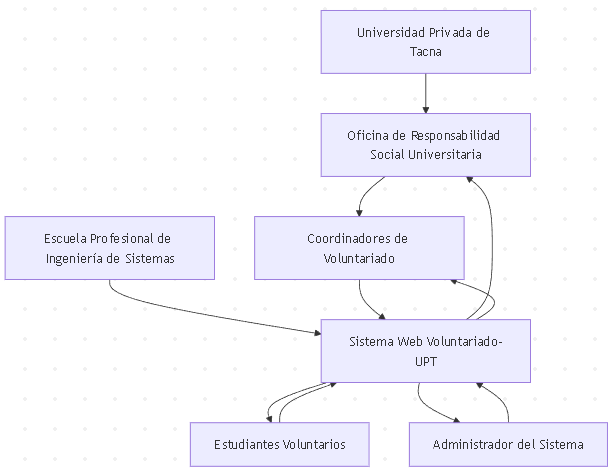 Universidad Privada de
Tacna
Oficina de Responsabilidad
Social Universitaria
Escuela Profesional de
Ingeniería de Sistemas
Coordinadores de
Voluntariado
Sistema Web Voluntariado-
UPT
Estudiantes Voluntarios
Administrador del Sistema